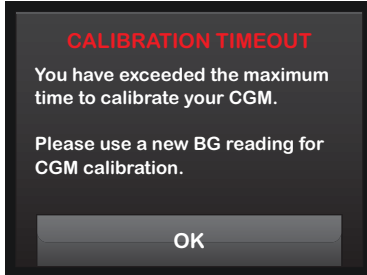 CALIBRATION TIMEOUT
You have exceeded the maximum
time to calibrate your CGM.
Please use a new BG reading for
CGM calibration.
OK